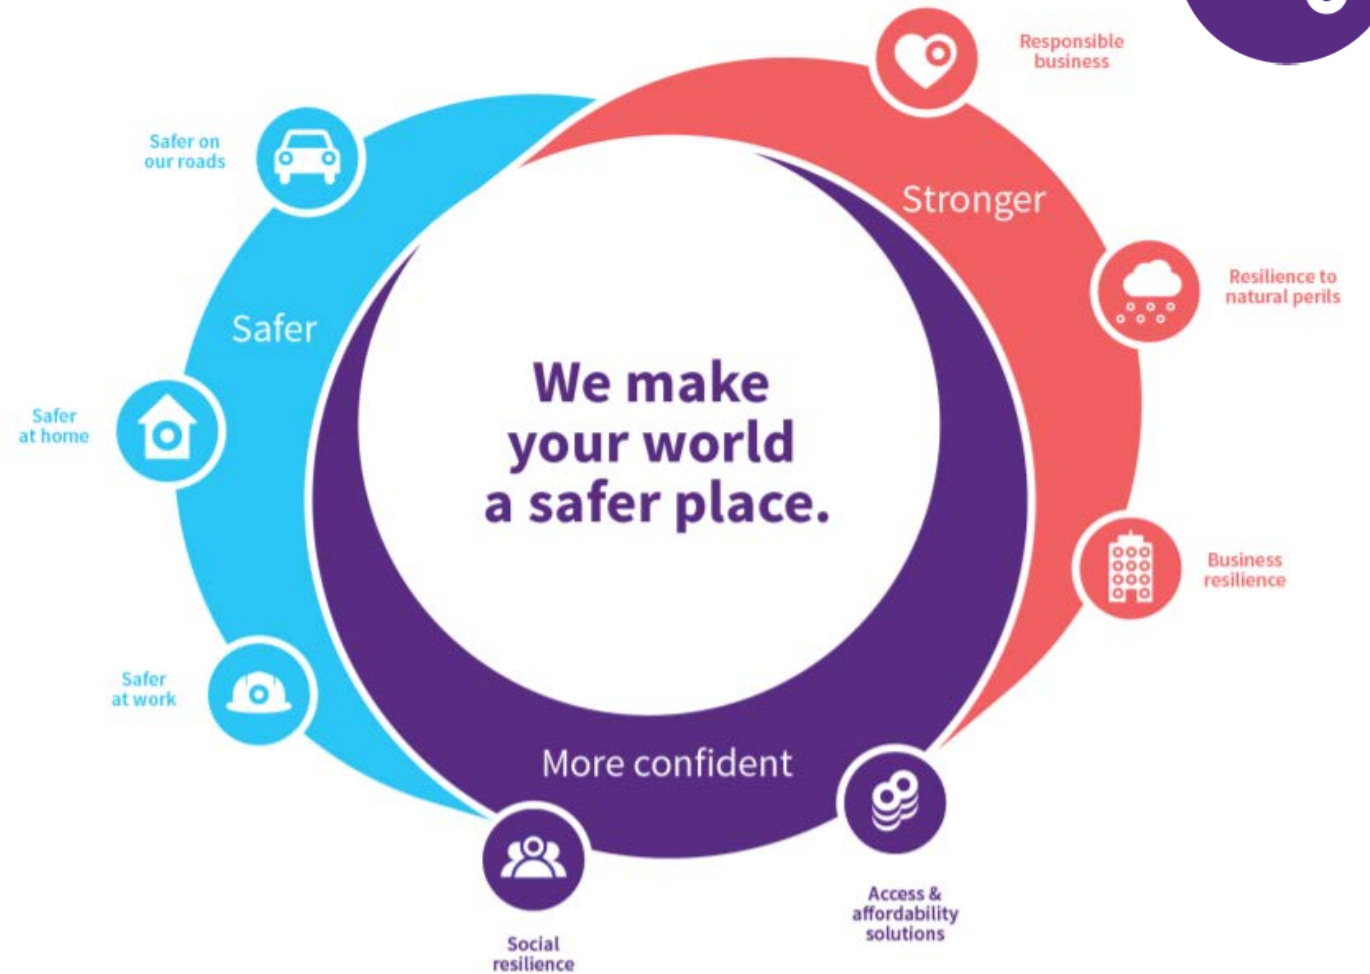 Responsible
business
Safer on
our roads
Stronger
Resilience to
natural perils
Safer
We make
your world
a safer place.
Safer
at home
Business
resilience
Safer
at work
More confident
Access &
affordability
solutions
Social
resilience